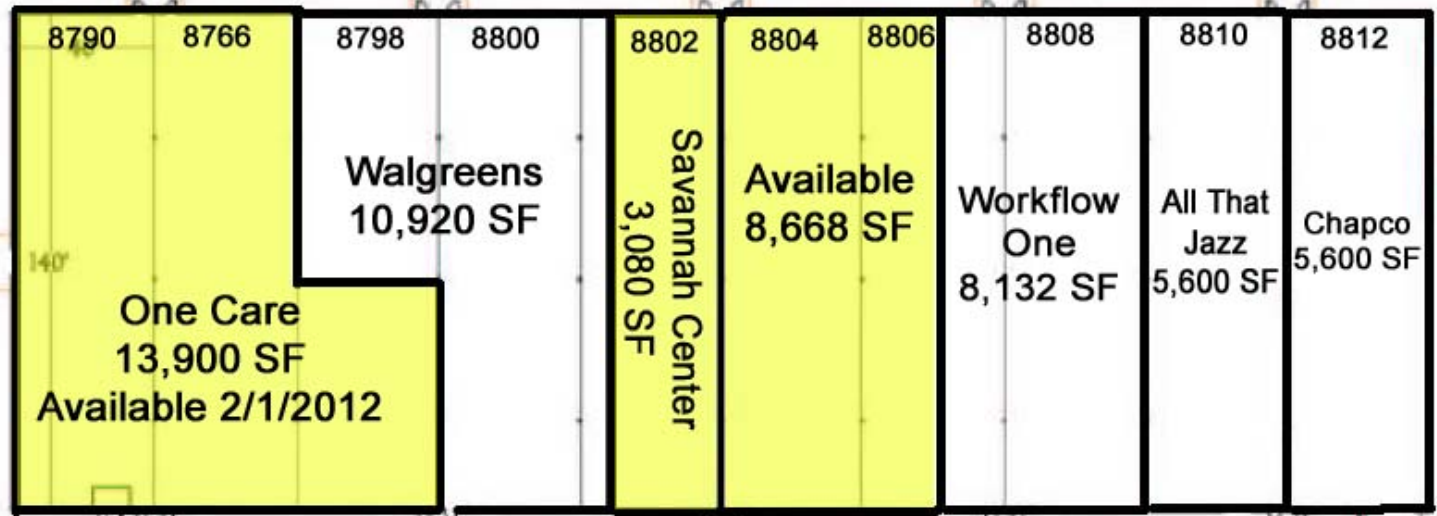 8790
8766
8798
8800
8802
8804
8806
8808
8810
8812
40'
140'
One Care
13,900 SF
Available 2/1/2012
Walgreens
10,920 SF
Savannah Center
3,080 SF
Available
8,668 SF
Workflow
One
8,132 SF
All That
Jazz
5,600 SF
Chapco
5,600 SF